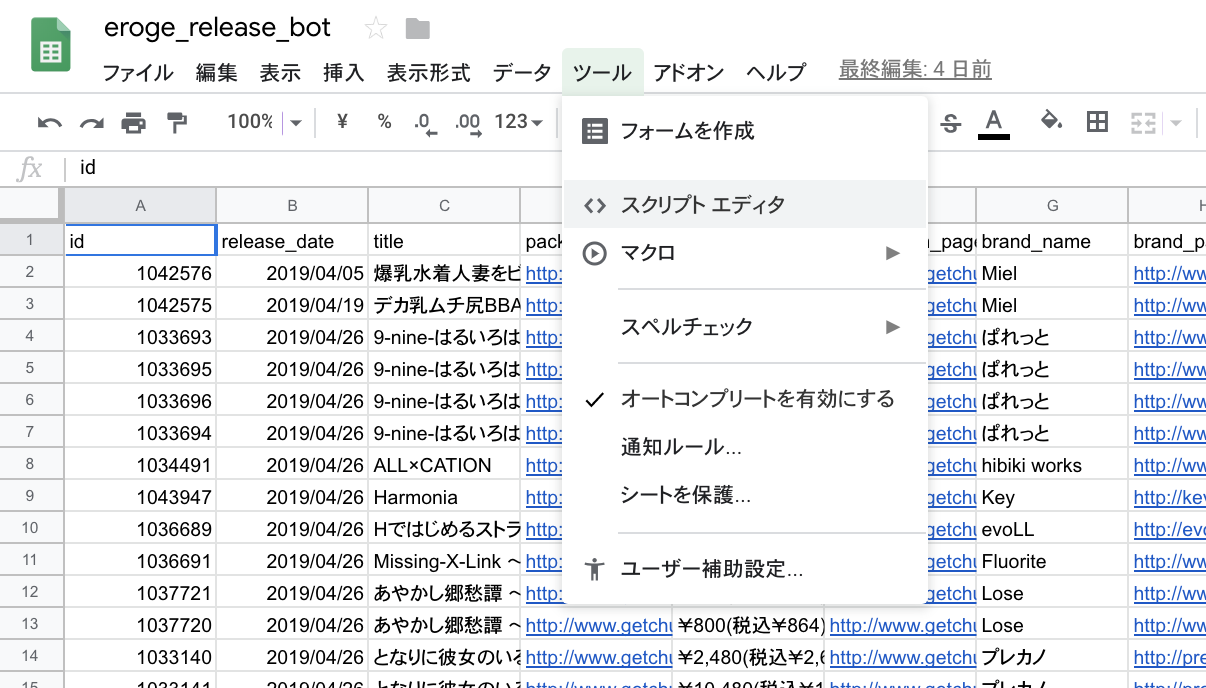 eroge_release_bot
ファイル 編集 表示 挿入 表示形式 データ ツール アドオン ヘルプ 最終編集: 4 日前
100% ¥ % .0 .00 123 S A
fx id
A B C G H
1 id release_date title pack brand_name brand_pa
2 1042576 2019/04/05 爆乳水着人妻をビ http: getchu Miel http://ww
3 1042575 2019/04/19 デカ乳ムチ尻BBA http: getchu Miel http://ww
4 1033693 2019/04/26 9-nine-はるいろは http: getchu ぱれっと http://ww
5 1033695 2019/04/26 9-nine-はるいろは http: getchu ぱれっと http://ww
6 1033696 2019/04/26 9-nine-はるいろは http: getchu ぱれっと http://ww
7 1033694 2019/04/26 9-nine-はるいろは http: getchu ぱれっと http://ww
8 1034491 2019/04/26 ALL×CATION http: getchu hibiki works http://ww
9 1043947 2019/04/26 Harmonia http: getchu Key http://key
10 1036689 2019/04/26 Hではじめるストラ http: getchu evoLL http://evo
11 1036691 2019/04/26 Missing-X-Link ～ http: getchu Fluorite http://ww
12 1037721 2019/04/26 あやかし郷愁譚 ～ http: getchu Lose http://ww
13 1037720 2019/04/26 あやかし郷愁譚 ～ http://www.getchu ¥800(税込¥864) http://www.getchu Lose http://ww
14 1033140 2019/04/26 となりに彼女のいる http://www.getchu ¥2,480(税込¥2,6 http://www.getchu プレカノ http://pre
フォームを作成
スクリプト エディタ
マクロ
スペルチェック
オートコンプリートを有効にする
通知ルール...
シートを保護...
ユーザー補助設定...